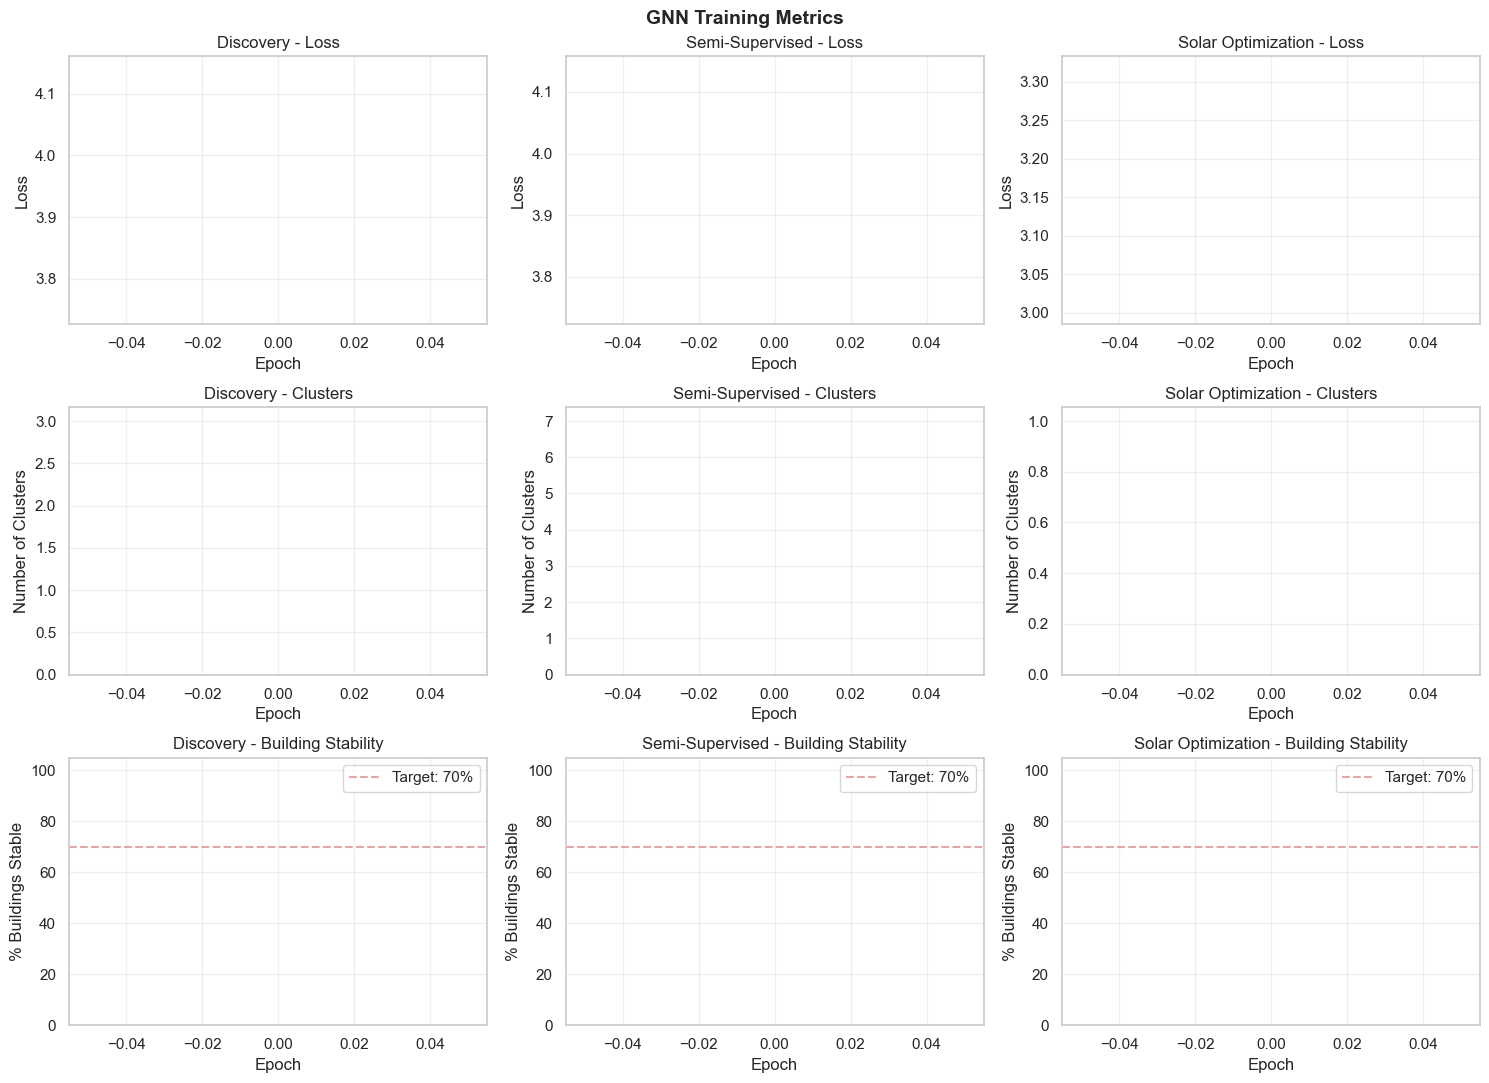 GNN Training Metrics
Discovery - Loss
Loss
4.1
4.0
3.9
3.8
−0.04 −0.02 0.00 0.02 0.04
Epoch
Semi-Supervised - Loss
Loss
4.1
4.0
3.9
3.8
−0.04 −0.02 0.00 0.02 0.04
Epoch
Solar Optimization - Loss
Loss
3.30
3.25
3.20
3.15
3.10
3.05
3.00
−0.04 −0.02 0.00 0.02 0.04
Epoch
Discovery - Clusters
Number of Clusters
3.0
2.5
2.0
1.5
1.0
0.5
0.0
−0.04 −0.02 0.00 0.02 0.04
Epoch
Semi-Supervised - Clusters
Number of Clusters
7
6
5
4
3
2
1
0
−0.04 −0.02 0.00 0.02 0.04
Epoch
Solar Optimization - Clusters
Number of Clusters
1.0
0.8
0.6
0.4
0.2
0.0
−0.04 −0.02 0.00 0.02 0.04
Epoch
Discovery - Building Stability
% Buildings Stable
100
80
60
40
20
0
Target: 70%
−0.04 −0.02 0.00 0.02 0.04
Epoch
Semi-Supervised - Building Stability
% Buildings Stable
100
80
60
40
20
0
Target: 70%
−0.04 −0.02 0.00 0.02 0.04
Epoch
Solar Optimization - Building Stability
% Buildings Stable
100
80
60
40
20
0
Target: 70%
−0.04 −0.02 0.00 0.02 0.04
Epoch